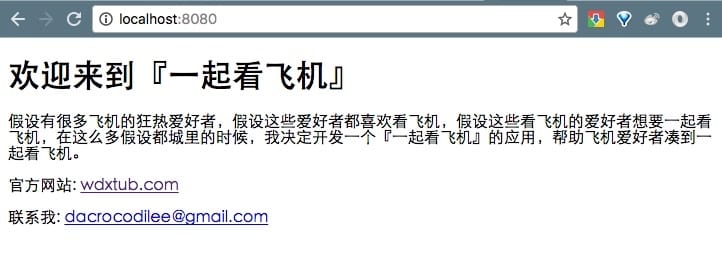 localhost:8080
欢迎来到『一起看飞机』
假设有很多飞机的狂热爱好者，假设这些爱好者都喜欢看飞机，假设这些看飞机的爱好者想要一起看
飞机，在这么多假设都城里的时候，我决定开发一个『一起看飞机』的应用，帮助飞机爱好者凑到一
起看飞机。
官方网站: wdxtub.com
联系我: dacrocodilee@gmail.com